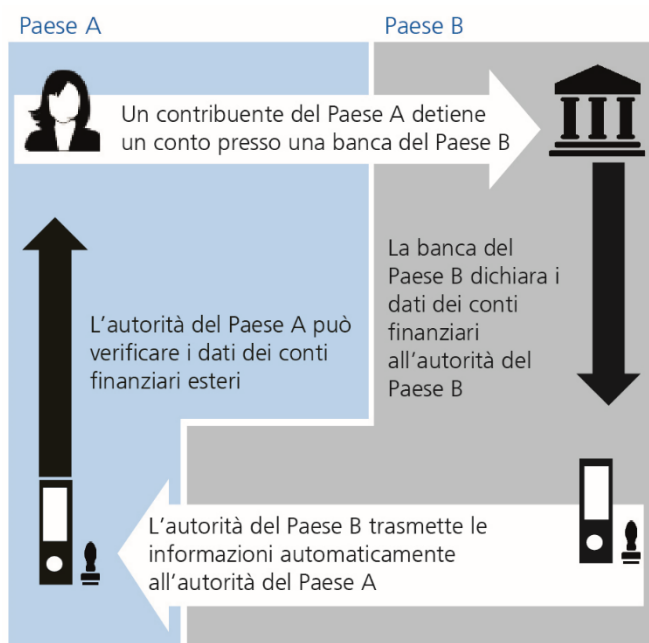 Paese A
Paese B
Un contribuente del Paese A detiene
un conto presso una banca del Paese B
La banca del
Paese B dichiara i
dati dei conti
finanziari
all'autorità del
Paese B
L'autorità del Paese A può
verificare i dati dei conti
finanziari esteri
L'autorità del Paese B trasmette le
informazioni automaticamente
all'autorità del Paese A